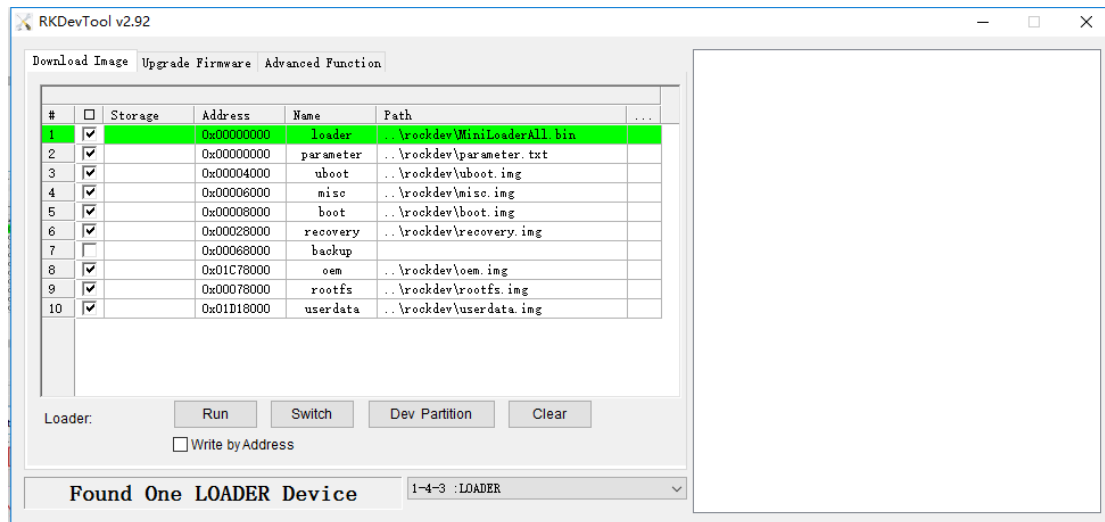 RKDevTool v2.92
Download Image Upgrade Firmware Advanced Function
# Storage Address Name Path ...
1 0x00000000 loader ..\rockdev\MiniLoaderAll.bin
2 0x00000000 parameter ..\rockdev\parameter.txt
3 0x00004000 uboot ..\rockdev\uboot.img
4 0x00006000 misc ..\rockdev\misc.img
5 0x00008000 boot ..\rockdev\boot.img
6 0x00028000 recovery ..\rockdev\recovery.img
7 0x00068000 backup
8 0x01C78000 oem ..\rockdev\oem.img
9 0x00078000 rootfs ..\rockdev\rootfs.img
10 0x01D18000 userdata ..\rockdev\userdata.img
Loader: Run Switch Dev Partition Clear
Write by Address
Found One LOADER Device 1-4-3 :LOADER